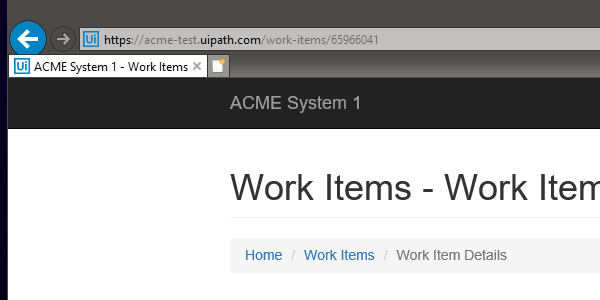 Ui https://acme-test.uipath.com/work-items/65966041
Ui ACME System 1 - Work Items
ACME System 1
Work Items - Work Item
Home / Work Items / Work Item Details